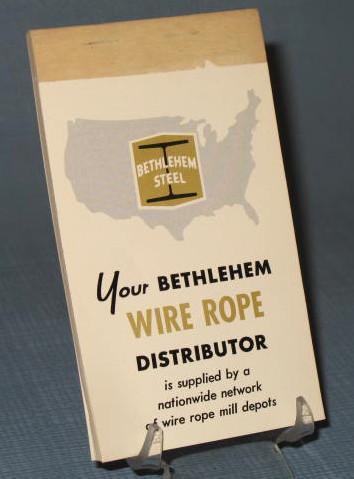 BETHLEHEM
STEEL
Your BETHLEHEM
WIRE ROPE
DISTRIBUTOR
is supplied by a
nationwide network
of wire rope mill depots